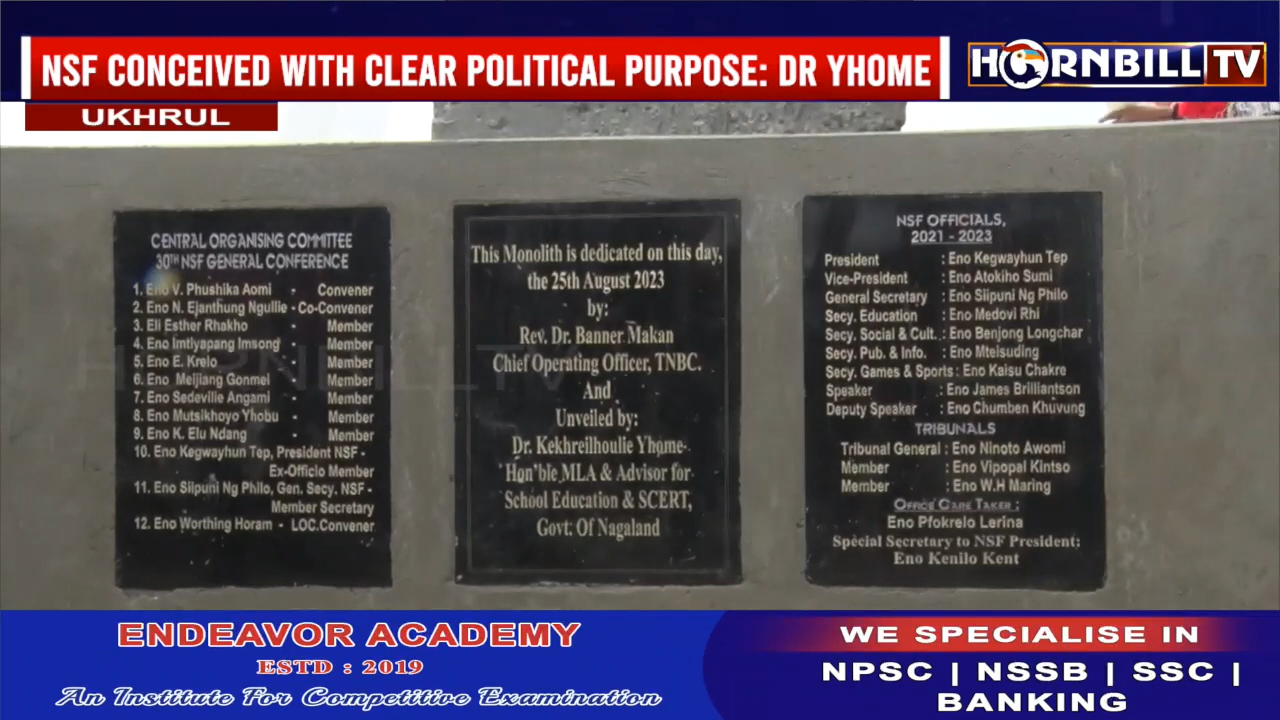 NSF CONCEIVED WITH CLEAR POLITICAL PURPOSE: DR YHOME
HORNBILL TV
UKHRUL
CENTRAL ORGANISING COMMITTEE
30TH NSF GENERAL CONFERENCE
1. Eno V. Phushika Aomi - Convener
2. Eno N. Ejanthung Ngullie - Co-Convener
3. Eli Esther Rhakho - Member
4. Eno Imtiyapang Imsong - Member
5. Eno E. Krelo - Member
6. Eno Meijiang Gonmei - Member
7. Eno Sedeville Angami - Member
8. Eno Mutsikhoyo Yhobu - Member
9. Eno K. Elu Ndang - Member
10. Eno Kegwayhun Tep, President NSF -
Ex-Officio Member
11. Eno Siipuni Ng Philo, Gen. Secy. NSF -
Member Secretary
12. Eno Worthing Horam - LOC.Convener
This Monolith is dedicated on this day,
the 25th August 2023
by:
Rev. Dr. Banner Makan
Chief Operating Officer, TNBC.
And
Unveiled by:
Dr. Kekhreilhoulie Yhome
Hon'ble MLA & Advisor for
School Education & SCERT,
Govt. Of Nagaland
NSF OFFICIALS,
2021 - 2023
President : Eno Kegwayhun Tep
Vice-President : Eno Atokiho Sumi
General Secretary : Eno Siipuni Ng Philo
Secy. Education : Eno Medovi Rhi
Secy. Social & Cult. : Eno Benjong Longchar
Secy. Pub. & Info. : Eno Mteisuding
Secy. Games & Sports : Eno Kaisu Chakre
Speaker : Eno James Brilliantson
Deputy Speaker : Eno Chumben Khuvung
TRIBUNALS
Tribunal General : Eno Ninoto Awomi
Member : Eno Vipopal Kintso
Member : Eno W.H Maring
Office Care Taker :
Eno Pfokrelo Lerina
Special Secretary to NSF President:
Eno Kenilo Kent
HORNBILL TV
ENDEAVOR ACADEMY
ESTD : 2019
An Institute For Competitive Examination
WE SPECIALISE IN
NPSC | NSSB | SSC |
BANKING